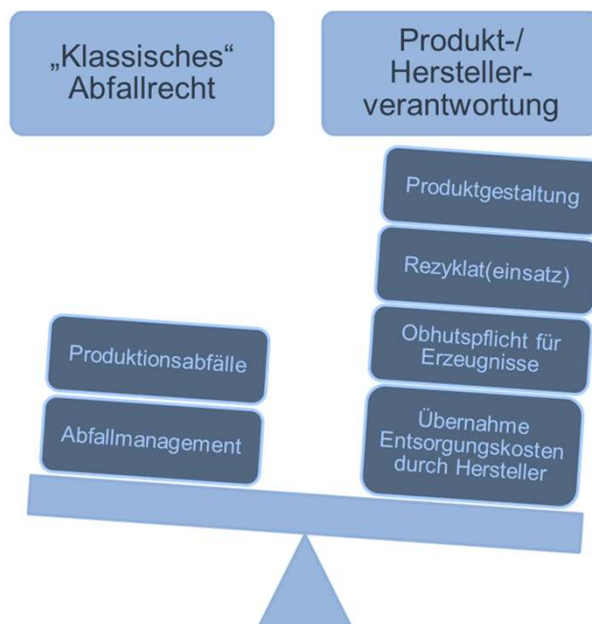 „Klassisches“
Abfallrecht
Produkt-/
Hersteller-
verantwortung
Produktgestaltung
Rezyklat(einsatz)
Obhutspflicht für
Erzeugnisse
Übernahme
Entsorgungskosten
durch Hersteller
Produktionsabfälle
Abfallmanagement